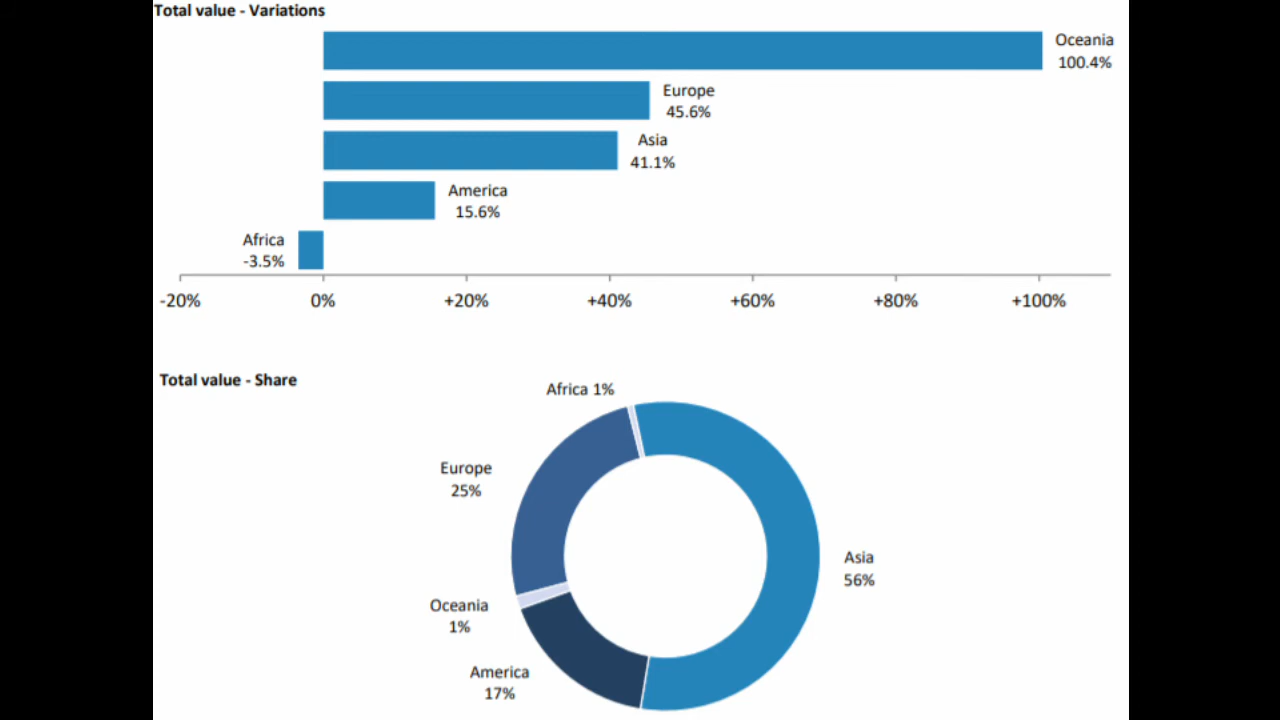 Total value - Variations
Oceania
100.4%
Europe
45.6%
Asia
41.1%
America
15.6%
Africa
-3.5%
-20% 0% +20% +40% +60% +80% +100%
Total value - Share
Africa 1%
Europe
25%
Asia
56%
Oceania
1%
America
17%